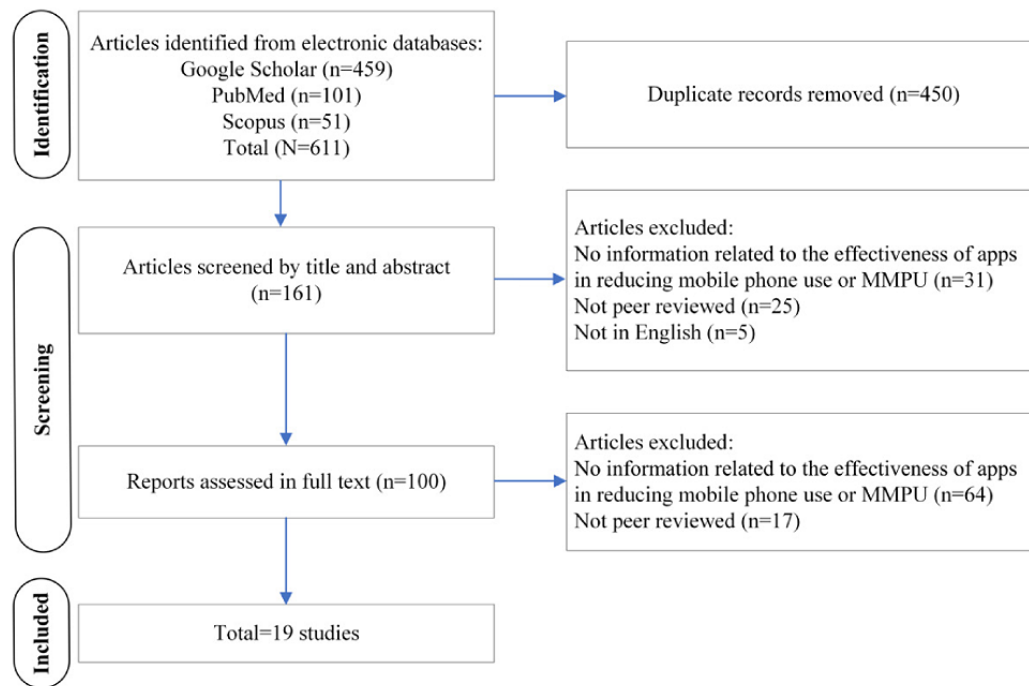 Identification
Articles identified from electronic databases:
Google Scholar (n=459)
PubMed (n=101)
Scopus (n=51)
Total (N=611)
Duplicate records removed (n=450)
Screening
Articles screened by title and abstract
(n=161)
Articles excluded:
No information related to the effectiveness of apps
in reducing mobile phone use or MMPU (n=31)
Not peer reviewed (n=25)
Not in English (n=5)
Reports assessed in full text (n=100)
Articles excluded:
No information related to the effectiveness of apps
in reducing mobile phone use or MMPU (n=64)
Not peer reviewed (n=17)
Included
Total=19 studies